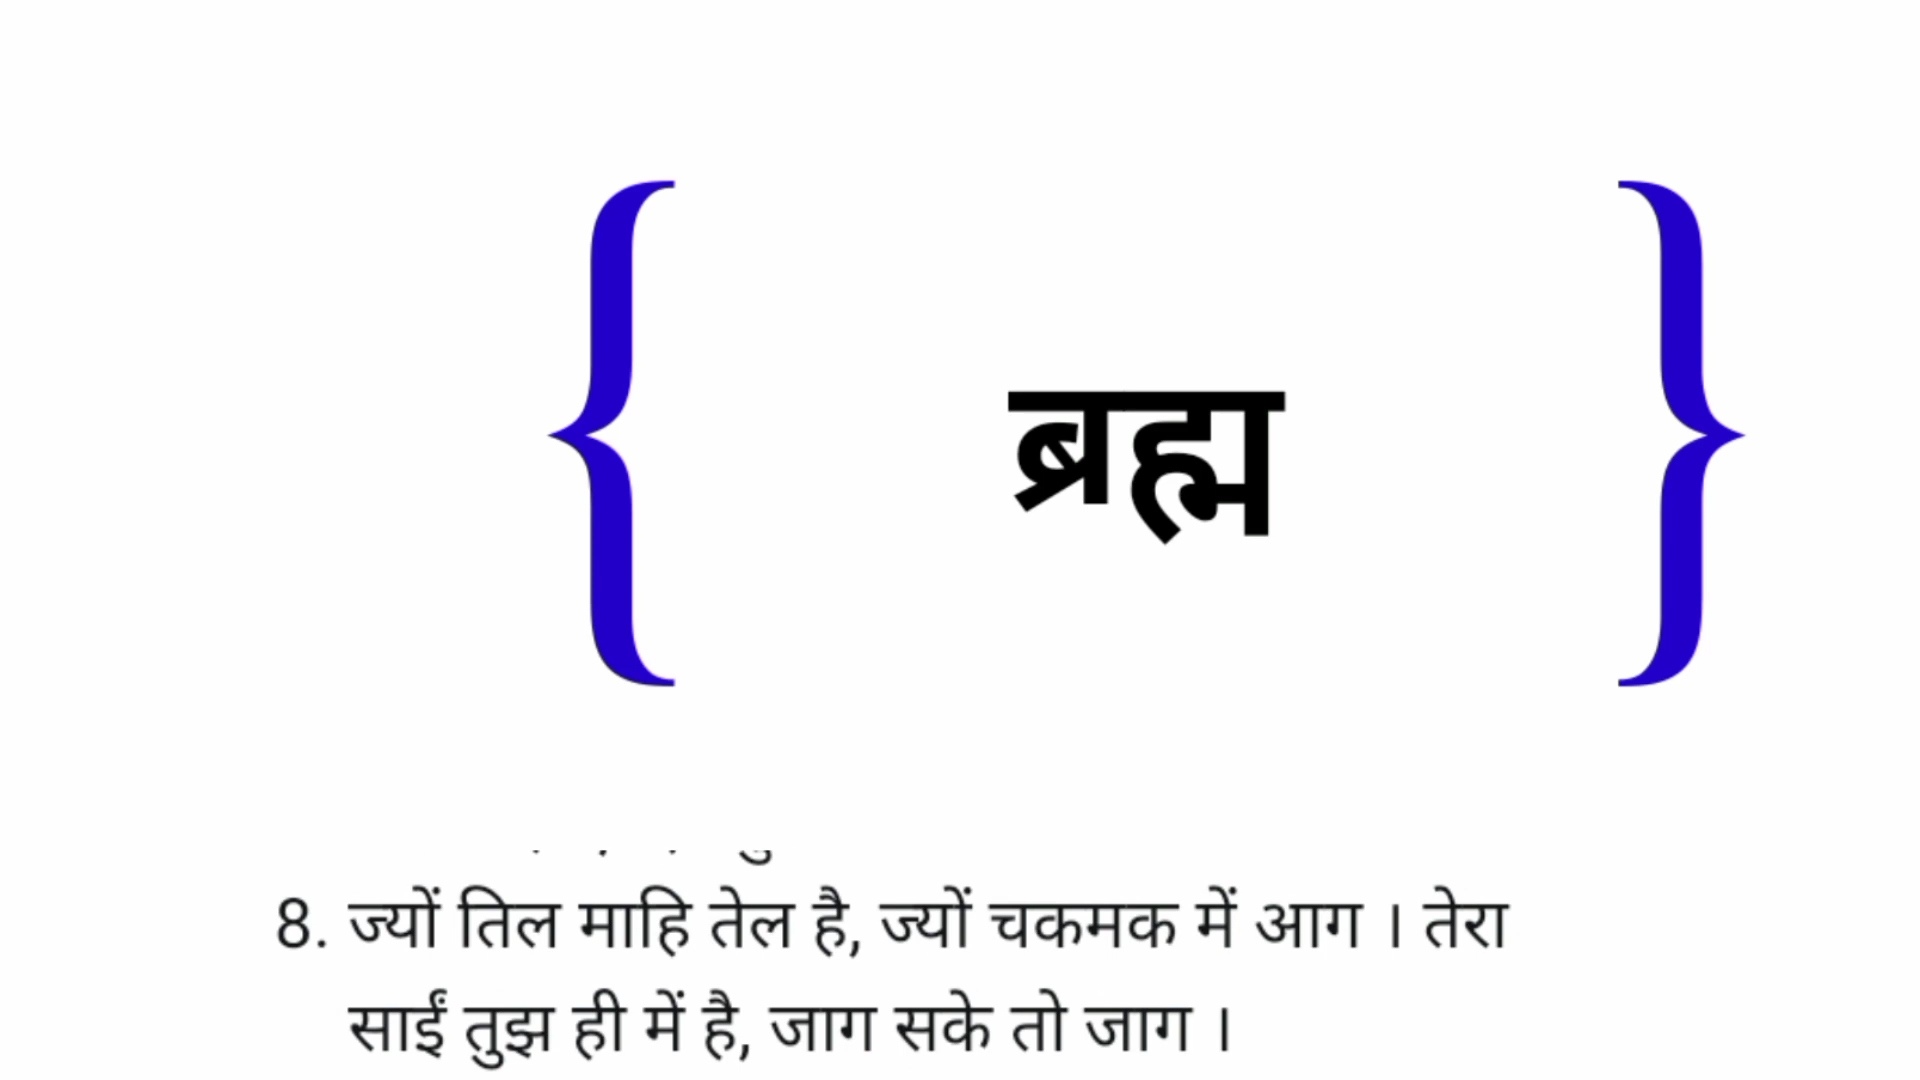 { ब्रह्म }
8. ज्यों तिल माहि तेल है, ज्यों चकमक में आग । तेरा
साईं तुझ ही में है, जाग सके तो जाग ।